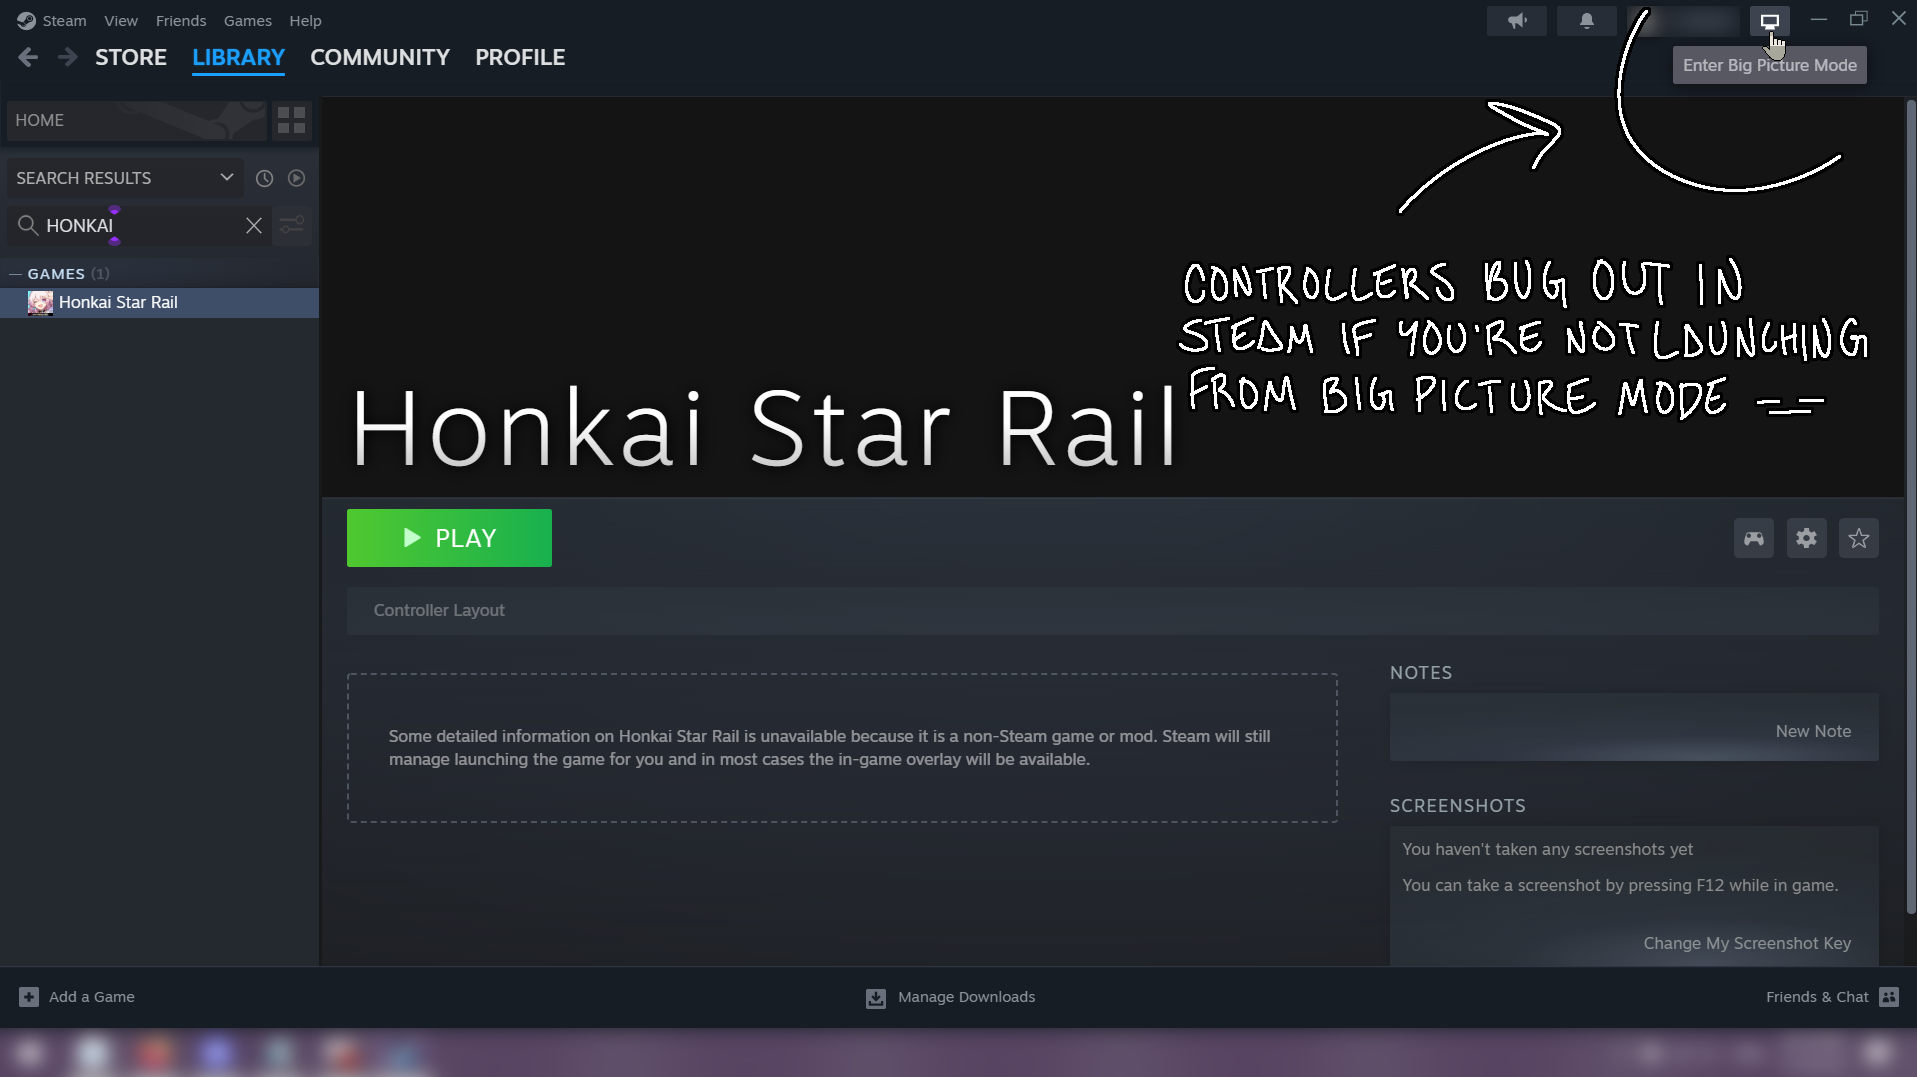 Steam View Friends Games Help
STORE LIBRARY COMMUNITY PROFILE
Enter Big Picture Mode
HOME
SEARCH RESULTS
HONKAI
GAMES (1)
Honkai Star Rail
CONTROLLERS BUG OUT IN
STEAM IF YOU'RE NOT LAUNCHING
FROM BIG PICTURE MODE -_-
Honkai Star Rail
PLAY
Controller Layout
Some detailed information on Honkai Star Rail is unavailable because it is a non-Steam game or mod. Steam will still
manage launching the game for you and in most cases the in-game overlay will be available.
NOTES
New Note
SCREENSHOTS
You haven't taken any screenshots yet
You can take a screenshot by pressing F12 while in game.
Change My Screenshot Key
Add a Game
Manage Downloads
Friends & Chat